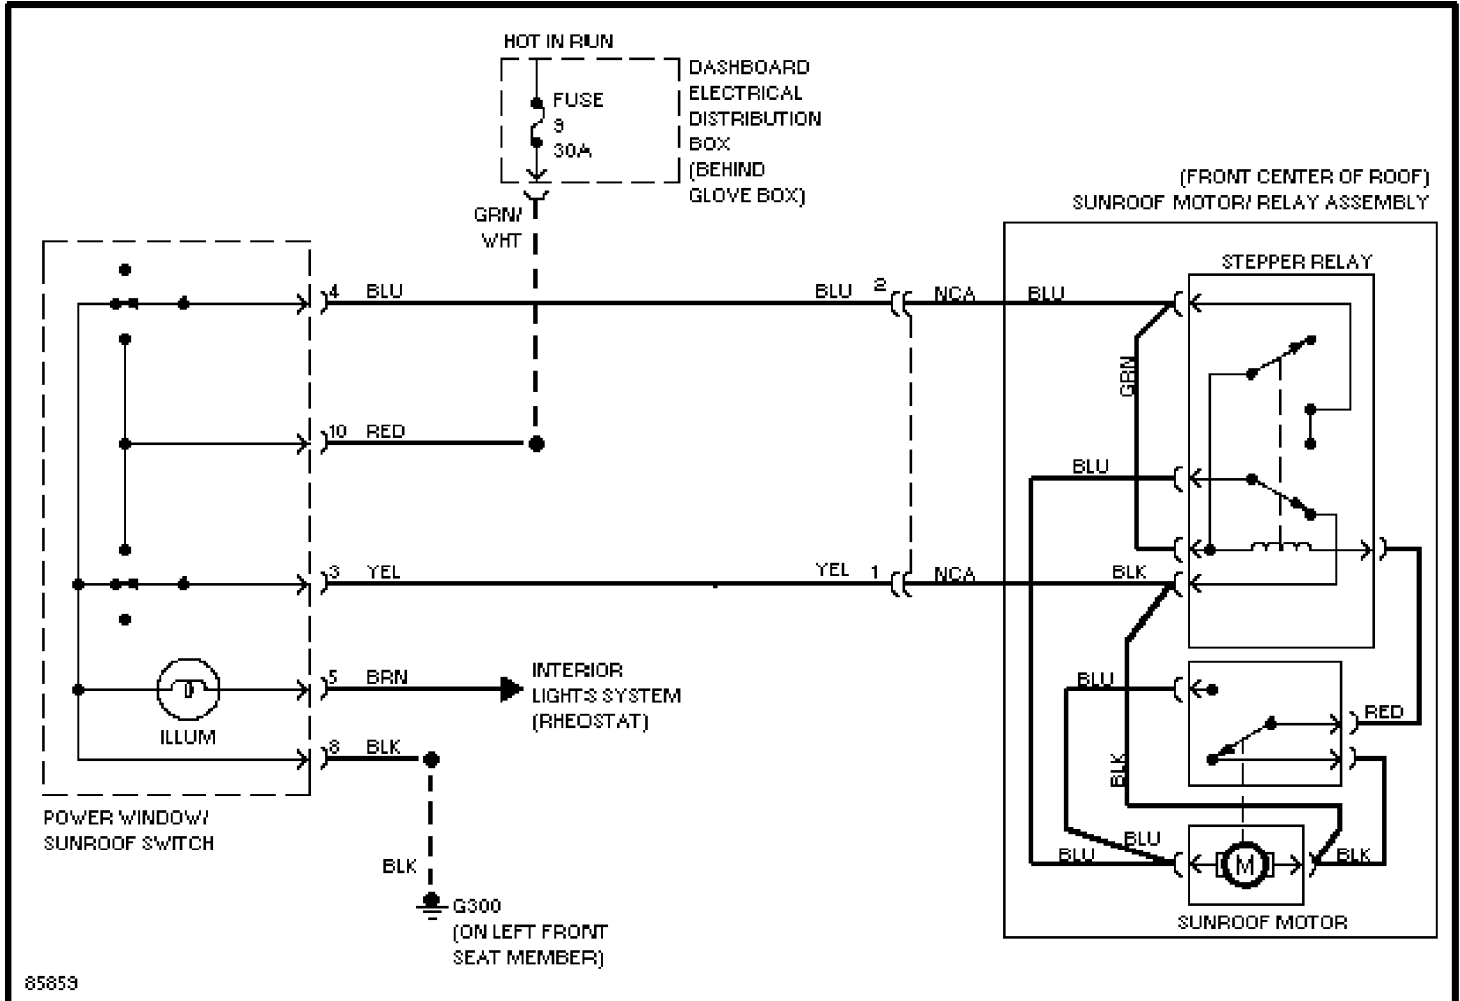 HOT IN RUN
FUSE
9
30A
DASHBOARD
ELECTRICAL
DISTRIBUTION
BOX
(BEHIND
GLOVE BOX)
GRN/
WHT
(FRONT CENTER OF ROOF)
SUNROOF MOTOR/ RELAY ASSEMBLY
STEPPER RELAY
4 BLU
BLU 2 NCA BLU
GRN
10 RED
BLU
3 YEL
YEL 1 NCA BLK
5 BRN
INTERIOR
LIGHTS SYSTEM
(RHEOSTAT)
ILLUM
8 BLK
BLU
RED
BLK
POWER WINDOW/
SUNROOF SWITCH
BLK
BLU
BLU
M
BLK
SUNROOF MOTOR
G300
(ON LEFT FRONT
SEAT MEMBER)
85859